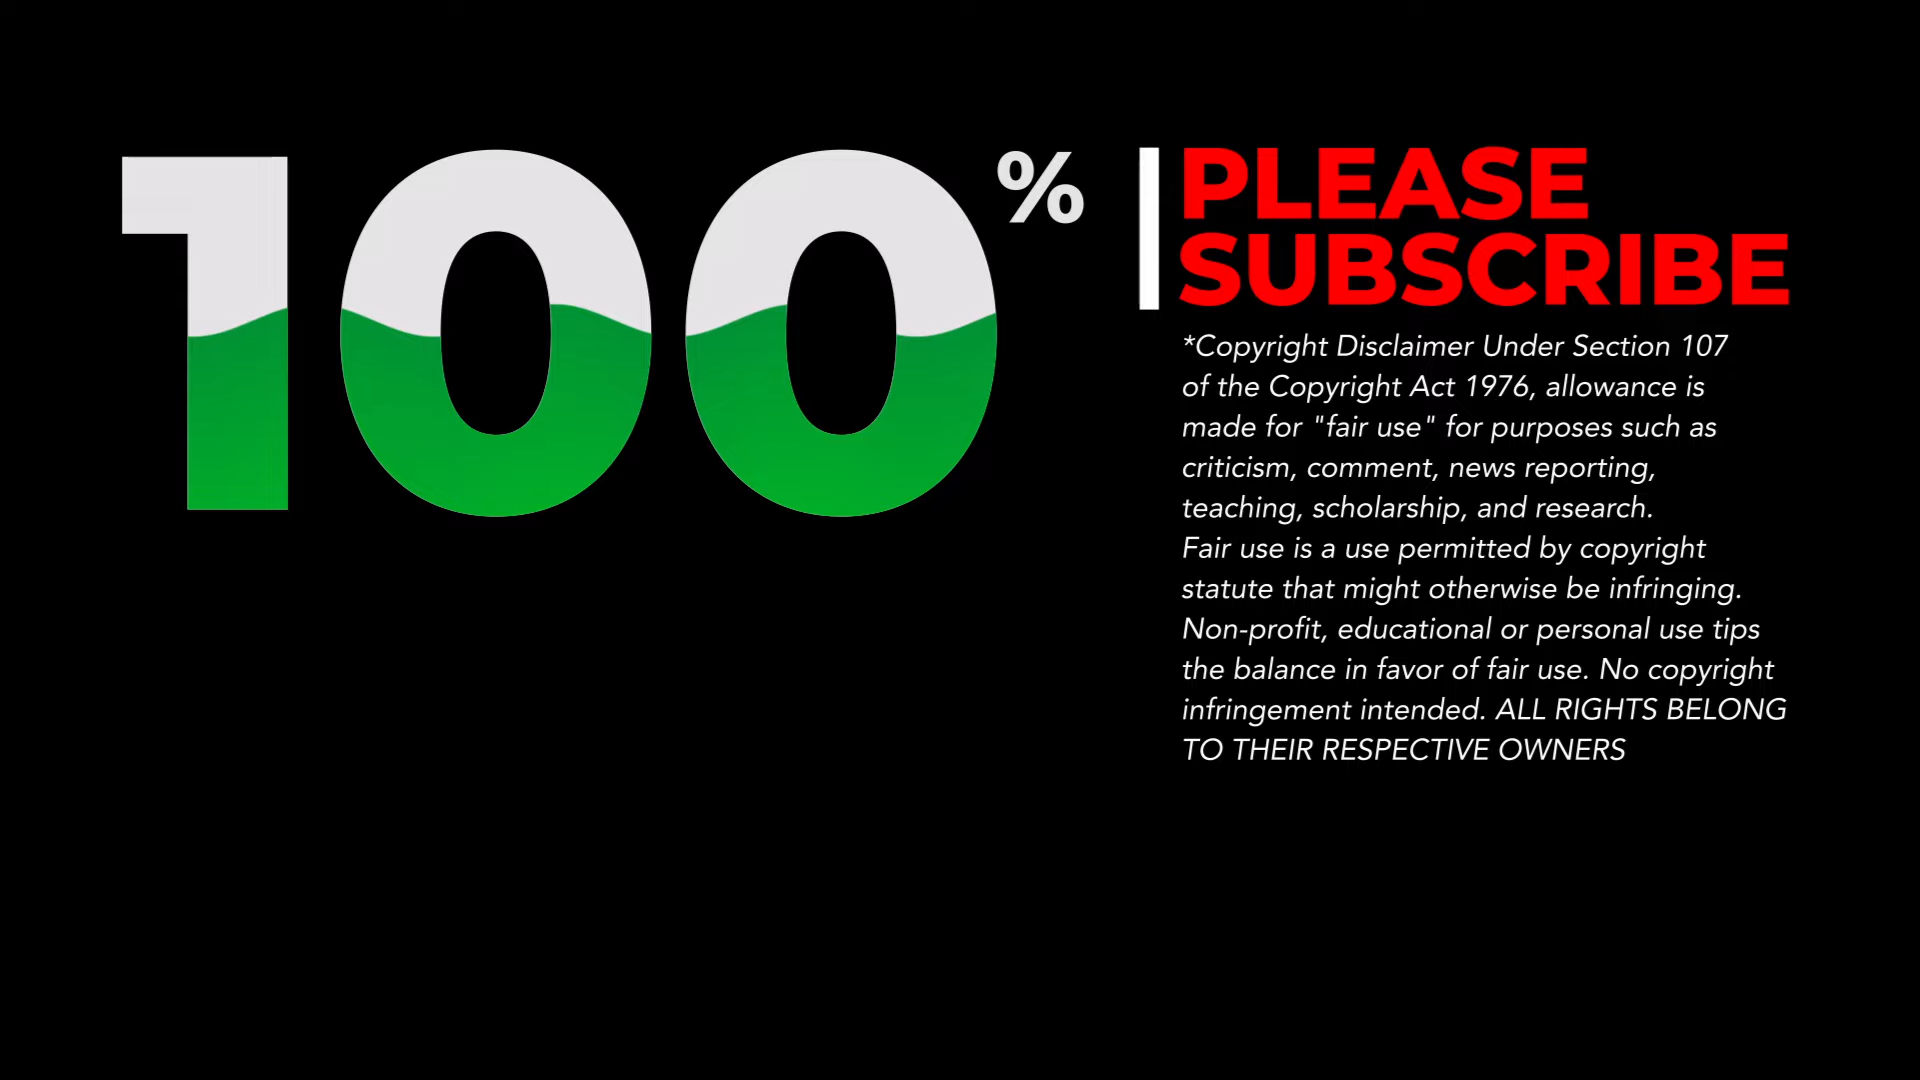 100%
PLEASE
SUBSCRIBE
*Copyright Disclaimer Under Section 107
of the Copyright Act 1976, allowance is
made for "fair use" for purposes such as
criticism, comment, news reporting,
teaching, scholarship, and research.
Fair use is a use permitted by copyright
statute that might otherwise be infringing.
Non-profit, educational or personal use tips
the balance in favor of fair use. No copyright
infringement intended. ALL RIGHTS BELONG
TO THEIR RESPECTIVE OWNERS